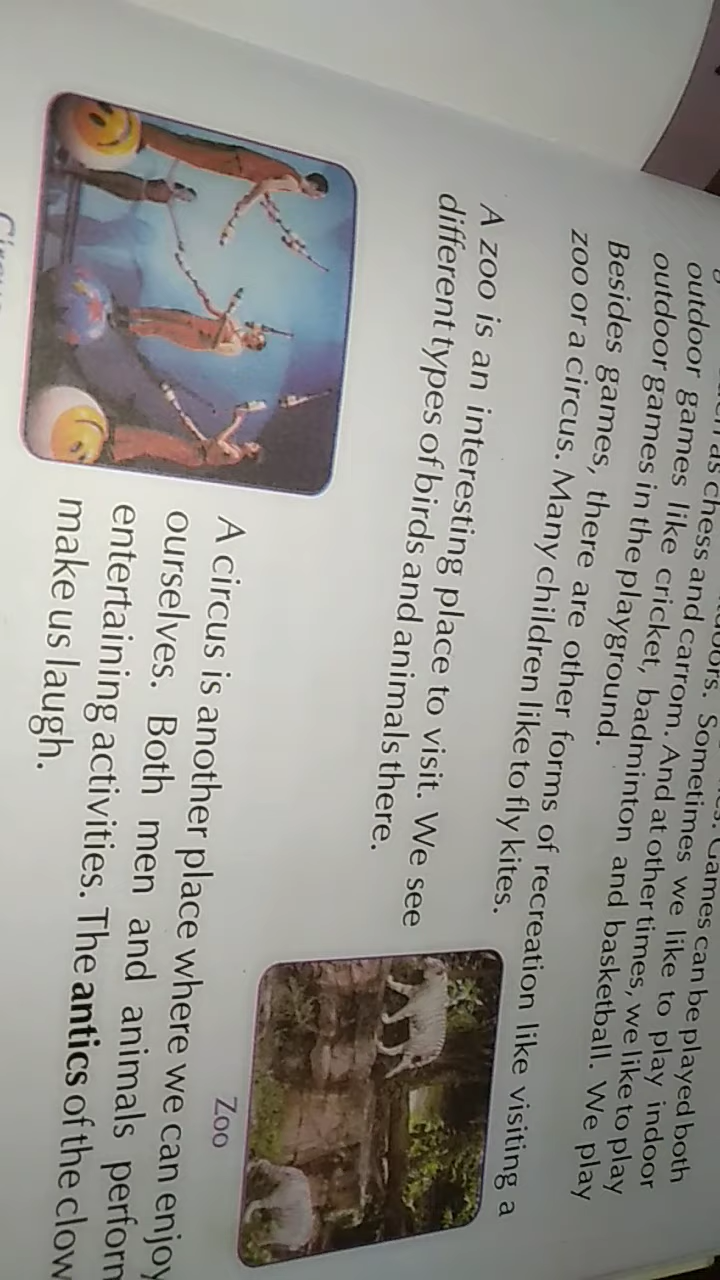 Games can be played both
as chess and carrom. Sometimes we like to play indoor
outdoor games like cricket, badminton and basketball. We play
outdoor games in the playground.
Besides games, there are other forms of recreation like visiting a
zoo or a circus. Many children like to fly kites.
A zoo is an interesting place to visit. We see
different types of birds and animals there.
Zoo
A circus is another place where we can enjoy
ourselves. Both men and animals perform
entertaining activities. The antics of the clow
make us laugh.